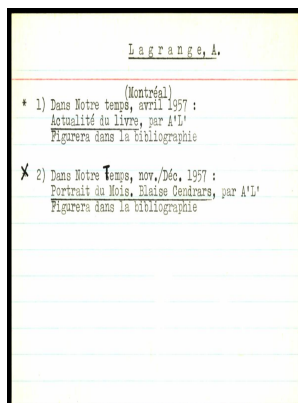 Lagrange, A.
(Montréal)
* 1) Dans Notre temps, avril 1957 :
Actualité du livre, par A'L'
Figurera dans la bibliographie
X 2) Dans Notre Temps, nov./Déc. 1957 :
Portrait du Mois. Blaise Cendrars, par A'L'
Figurera dans la bibliographie